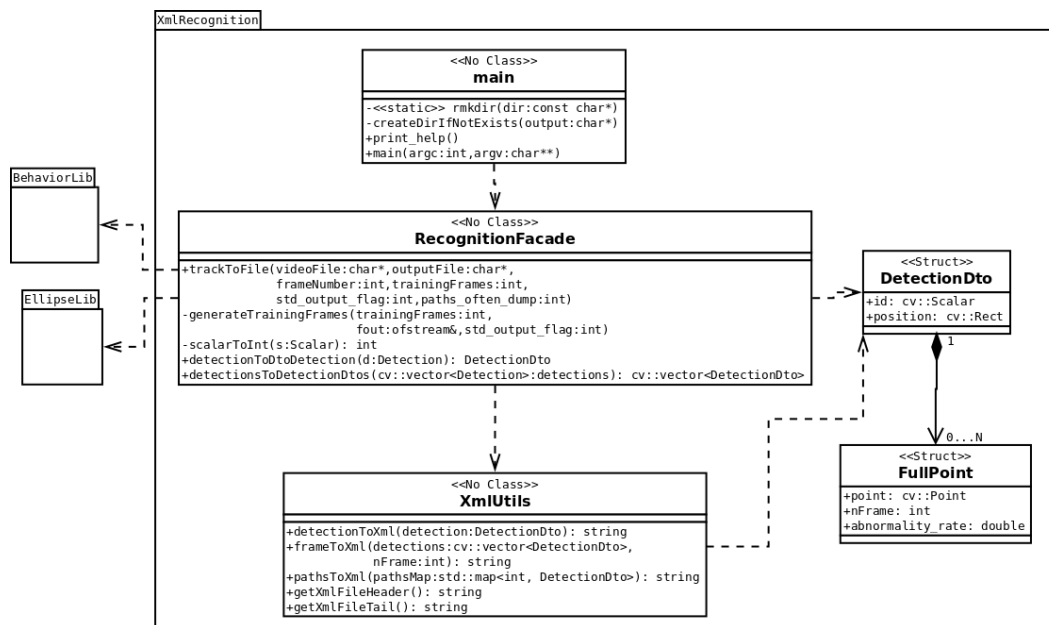 XmlRecognition
<<No Class>>
main
-<<static>> rmkdir(dir:const char*)
-createDirIfNotExists(output:char*)
+print_help()
+main(argc:int,argv:char**)
BehaviorLib
EllipseLib
<<No Class>>
RecognitionFacade
+trackToFile(videoFile:char*,outputFile:char*,
frameNumber:int,trainingFrames:int,
std_output_flag:int,paths_often_dump:int)
-generateTrainingFrames(trainingFrames:int,
fout:ofstream&,std_output_flag:int)
-scalarToInt(s:Scalar): int
+detectionToDtoDetection(d:Detection): DetectionDto
+detectionsToDetectionDtos(cv::vector<Detection>:detections): cv::vector<DetectionDto>
<<Struct>>
DetectionDto
+id: cv::Scalar
+position: cv::Rect
1
0...N
<<Struct>>
FullPoint
+point: cv::Point
+nFrame: int
+abnormality_rate: double
<<No Class>>
XmlUtils
+detectionToXml(detection:DetectionDto): string
+frameToXml(detections:cv::vector<DetectionDto>,
nFrame:int): string
+pathsToXml(pathsMap:std::map<int, DetectionDto>): string
+getXmlFileHeader(): string
+getXmlFileTail(): string